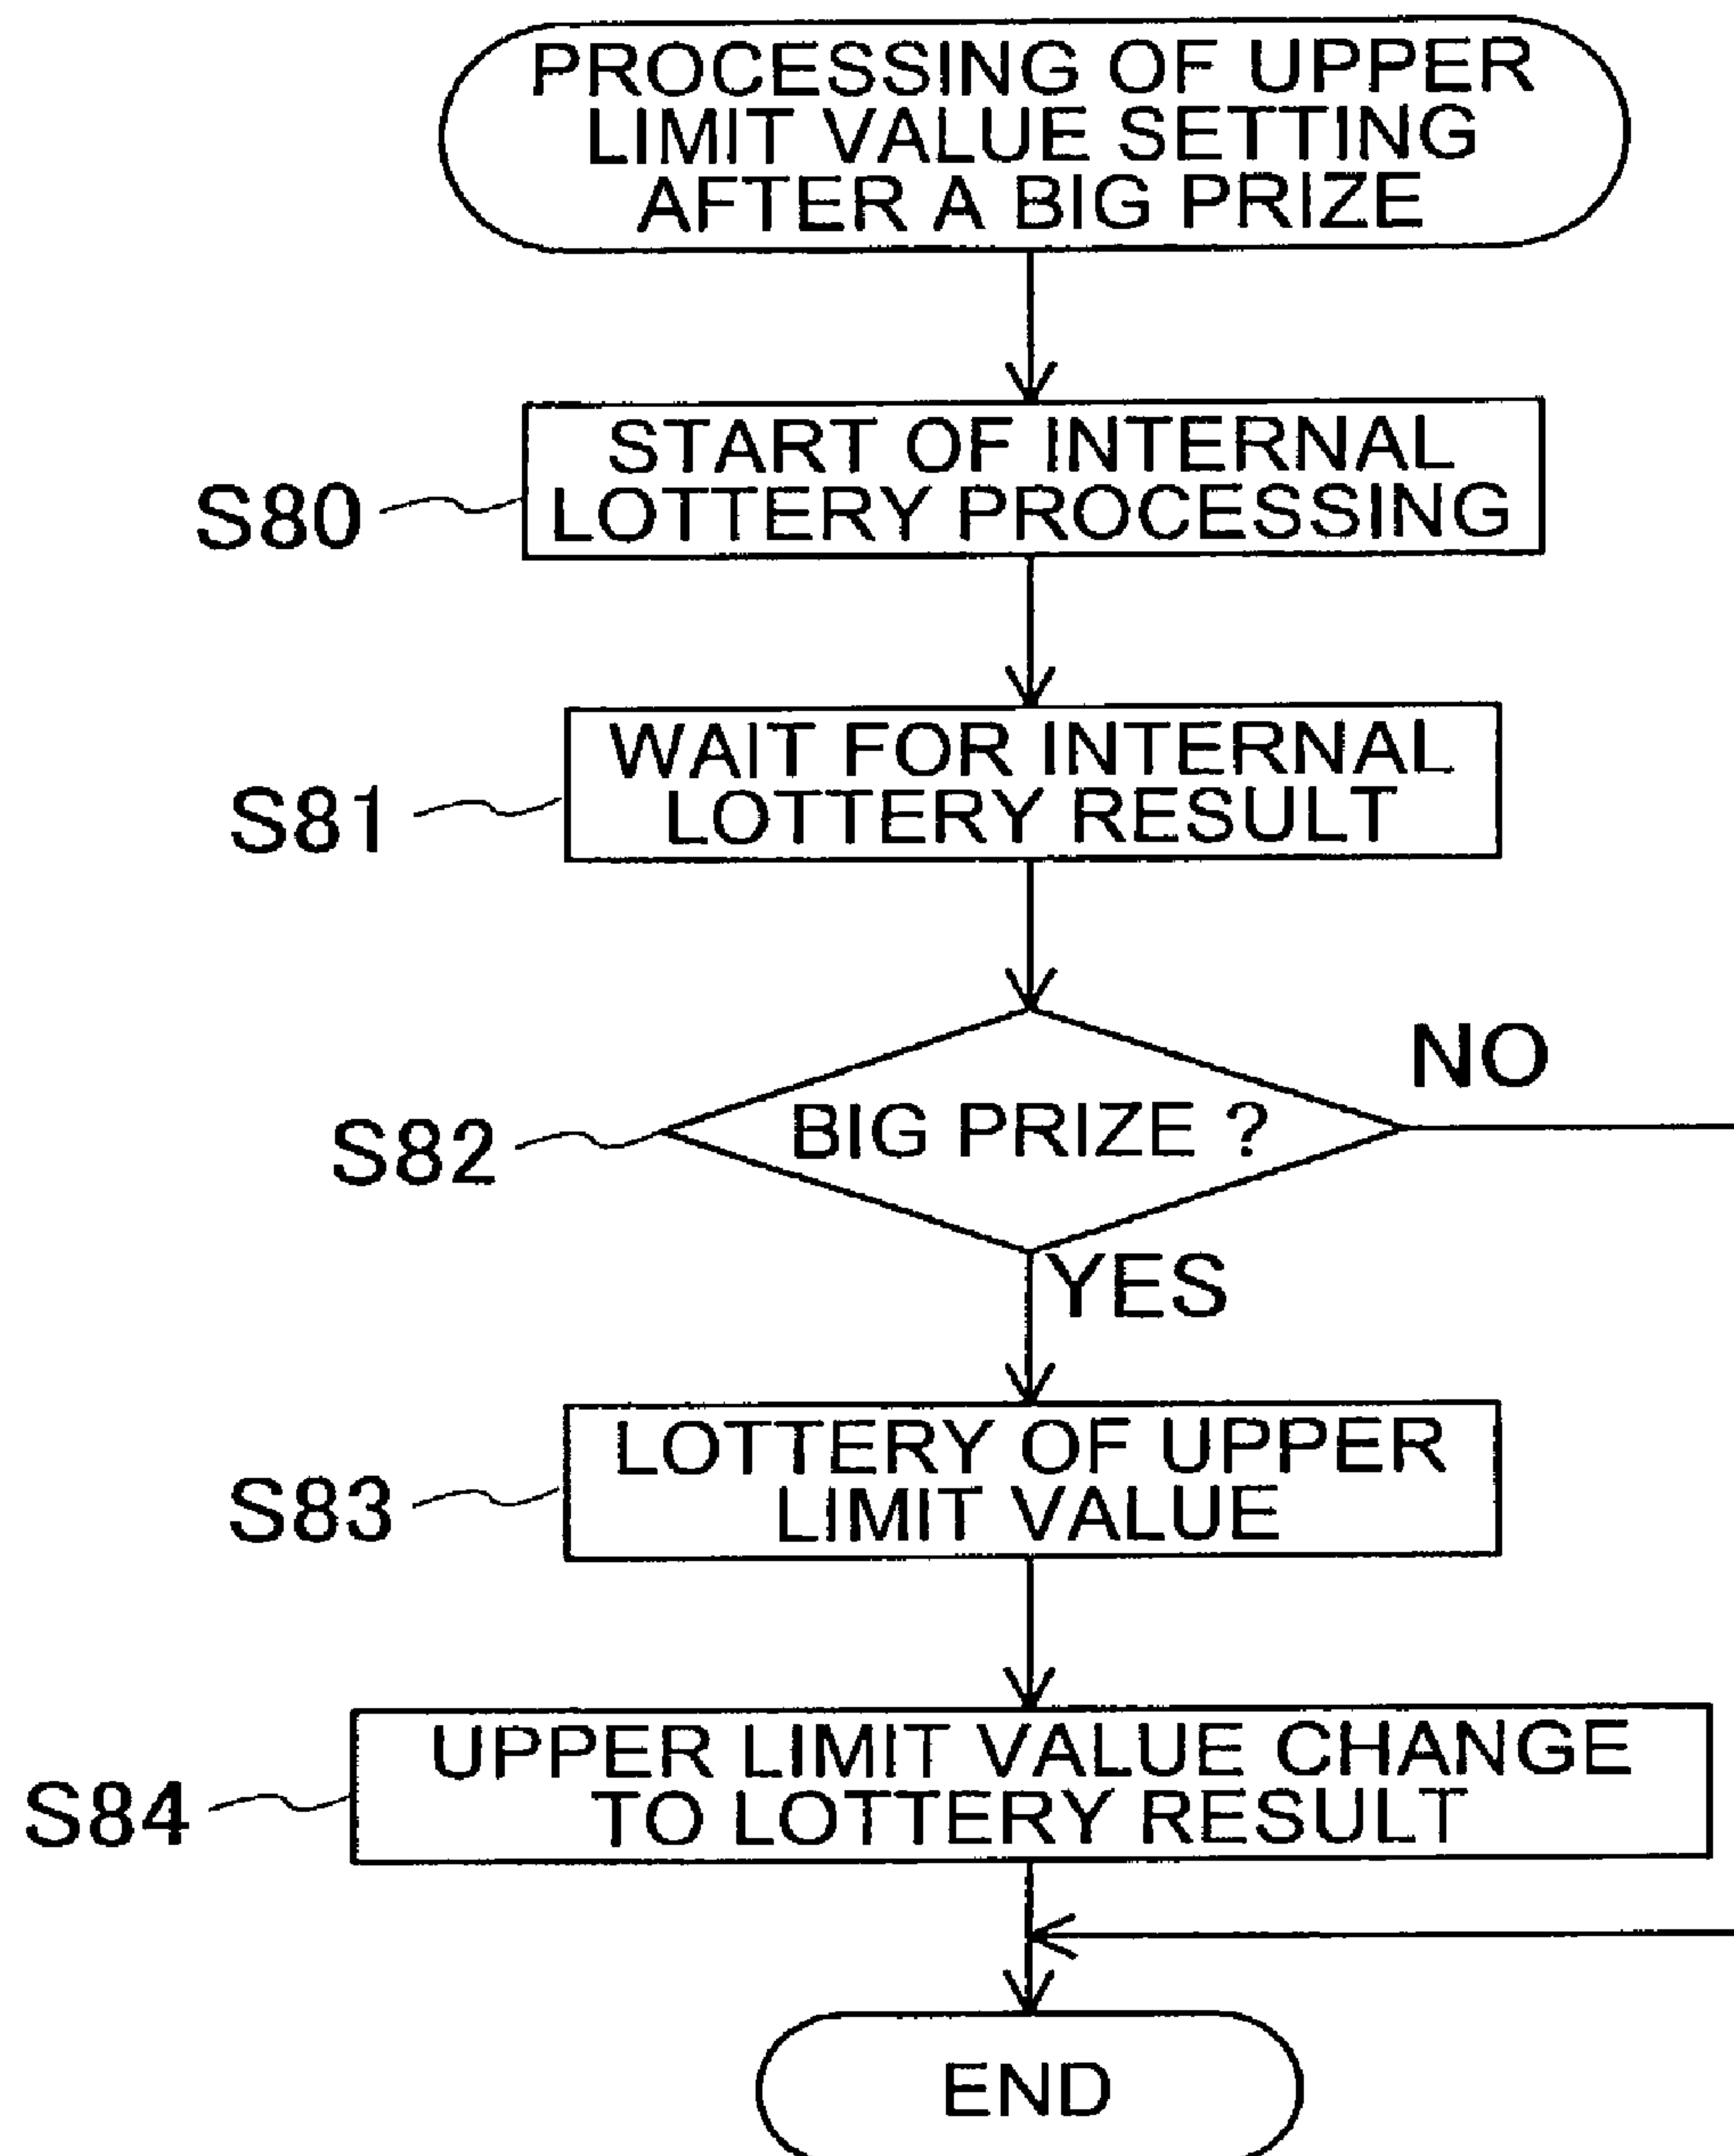 PROCESSING OF UPPER
LIMIT VALUE SETTING
AFTER A BIG PRIZE
START OF INTERNAL
LOTTERY PROCESSING
S80
WAIT FOR INTERNAL
LOTTERY RESULT
S81
NO
BIG PRIZE ?
S82
YES
LOTTERY OF UPPER
LIMIT VALUE
S83
UPPER LIMIT VALUE CHANGE
TO LOTTERY RESULT
S84
END